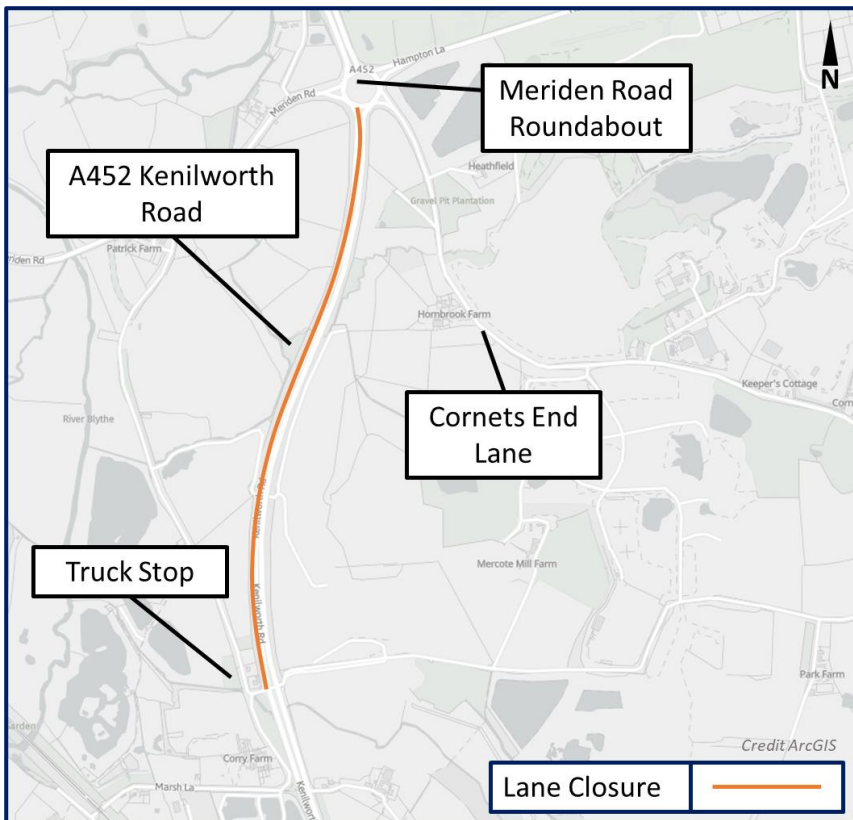 A452
Hampton La
N
Meriden Rd
Meriden Road
Roundabout
A452 Kenilworth
Road
Heathfield
Gravel Pit Plantation
Patrick Farm
Hornbrook Farm
Keeper's Cottage
River Blythe
Cornets End
Lane
Kenilworth Rd
Mercote Mill Farm
Truck Stop
Kenilworth Rd
Park Farm
Corry Farm
Credit ArcGIS
Marsh La
Lane Closure